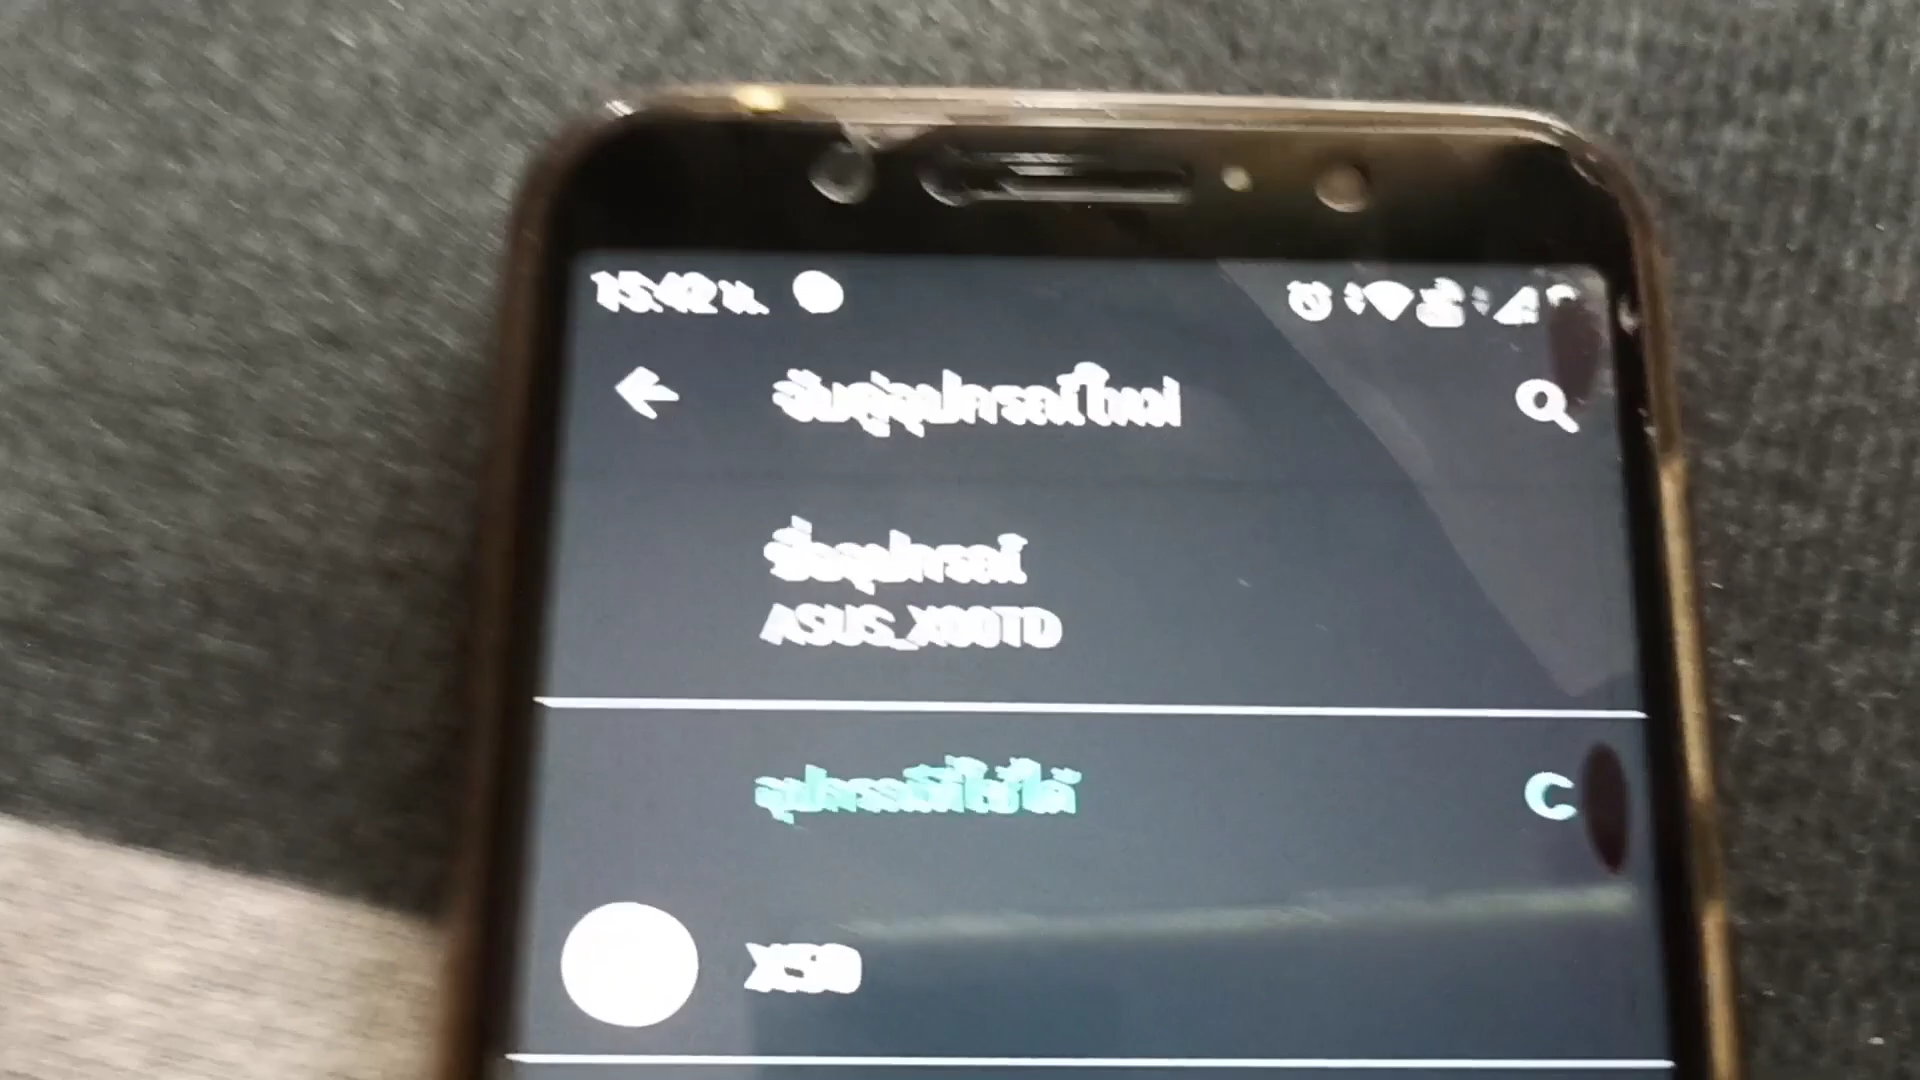 15:42 น.
จับคู่อุปกรณ์ใหม่
ชื่ออุปกรณ์
ASUS_X00TD
อุปกรณ์ที่ใช้ได้
X50